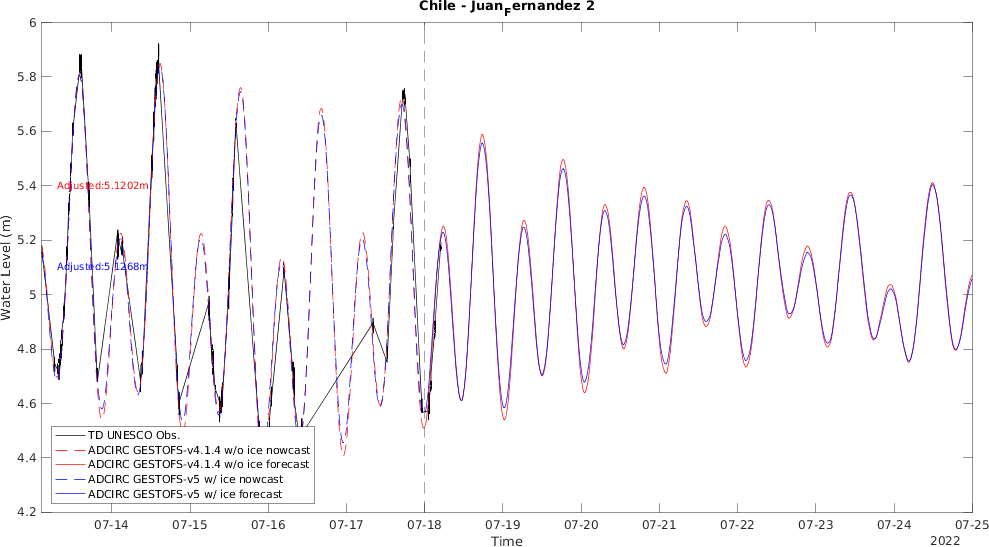 Chile - JuanFernandez 2
6
5.8
5.6
5.4
5.2
5
4.8
4.6
4.4
4.2
Water Level (m)
Adjusted:5.1202m
Adjusted:5.1268m
TD UNESCO Obs.
ADCIRC GESTOFS-v4.1.4 w/o ice nowcast
ADCIRC GESTOFS-v4.1.4 w/o ice forecast
ADCIRC GESTOFS-v5 w/ ice nowcast
ADCIRC GESTOFS-v5 w/ ice forecast
07-14 07-15 07-16 07-17 07-18 07-19 07-20 07-21 07-22 07-23 07-24 07-25
Time
2022